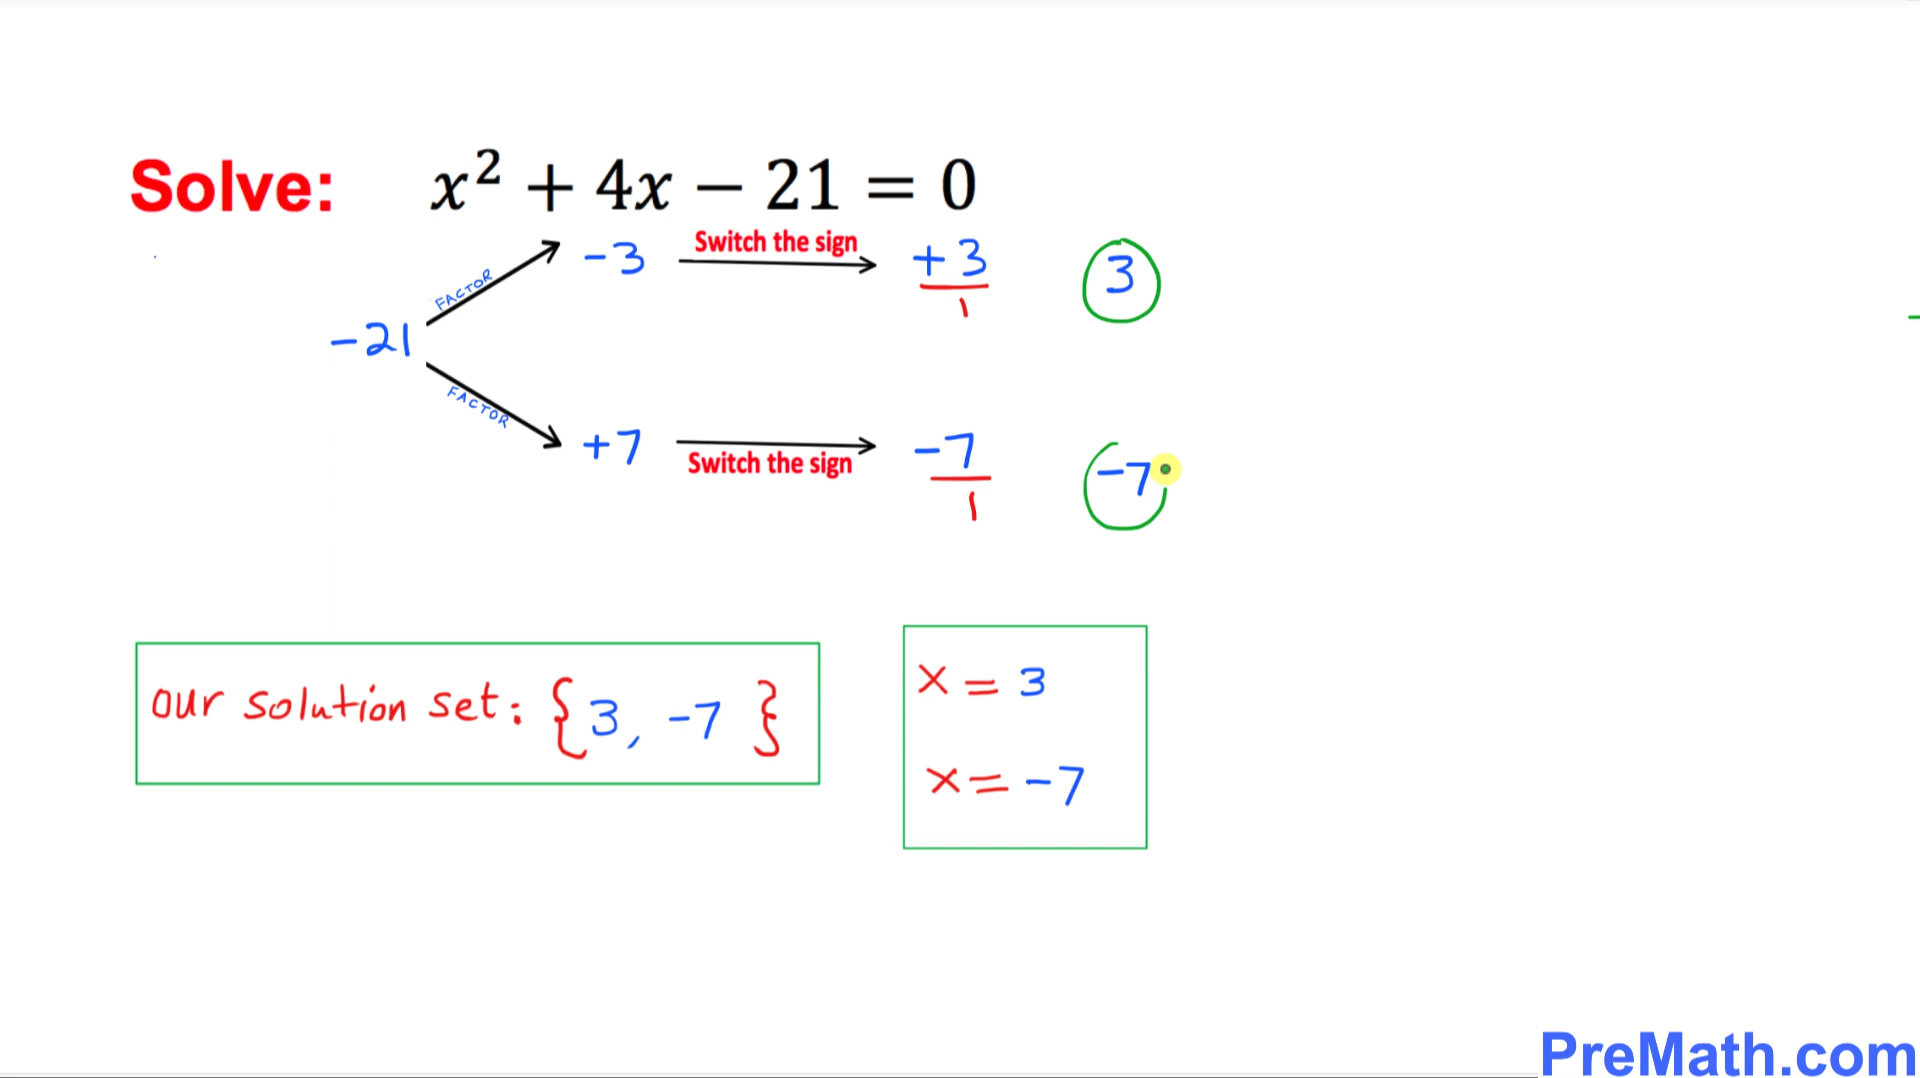 Solve: x² + 4x − 21 = 0
FACTOR -3 Switch the sign +3/1 3
-21
FACTOR +7 Switch the sign -7/1 -7
our solution set: {3, -7}
x = 3
x = -7
PreMath.com